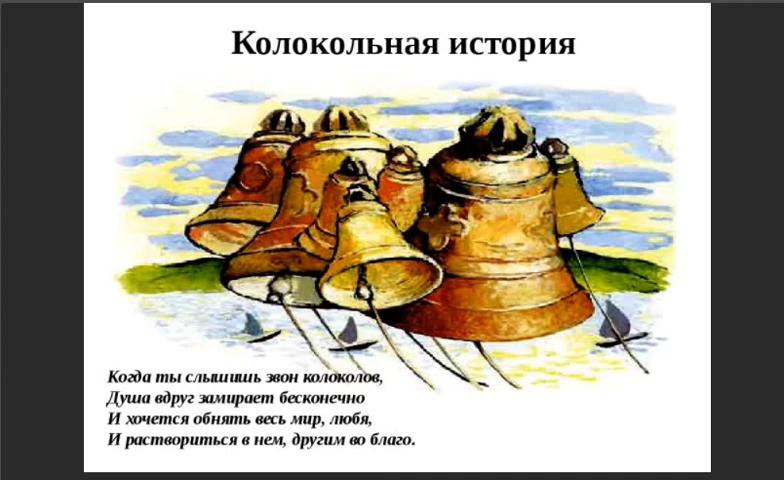 Колокольная история
Когда ты слышишь звон колоколов,
Душа вдруг замирает бесконечно
И хочется обнять весь мир, любя,
И раствориться в нем, другим во благо.